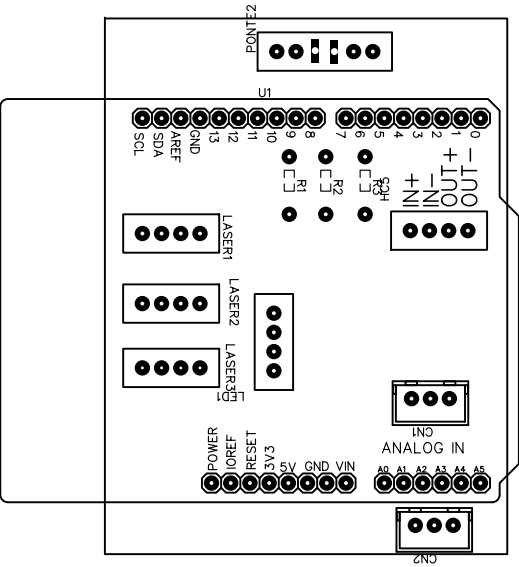 PONTE2
U1
SCL
SDA
AREF
GND
13
12
11
10
9
8
7
6
5
4
3
2
1
0
R1
R2
R3
HC5
IN+
IN-
OUT+
OUT-
LASER1
LASER2
LASER3
LED1
CN1
ANALOG IN
POWER
IOREF
RESET
3V3
5V
GND
VIN
A0
A1
A2
A3
A4
A5
CN2